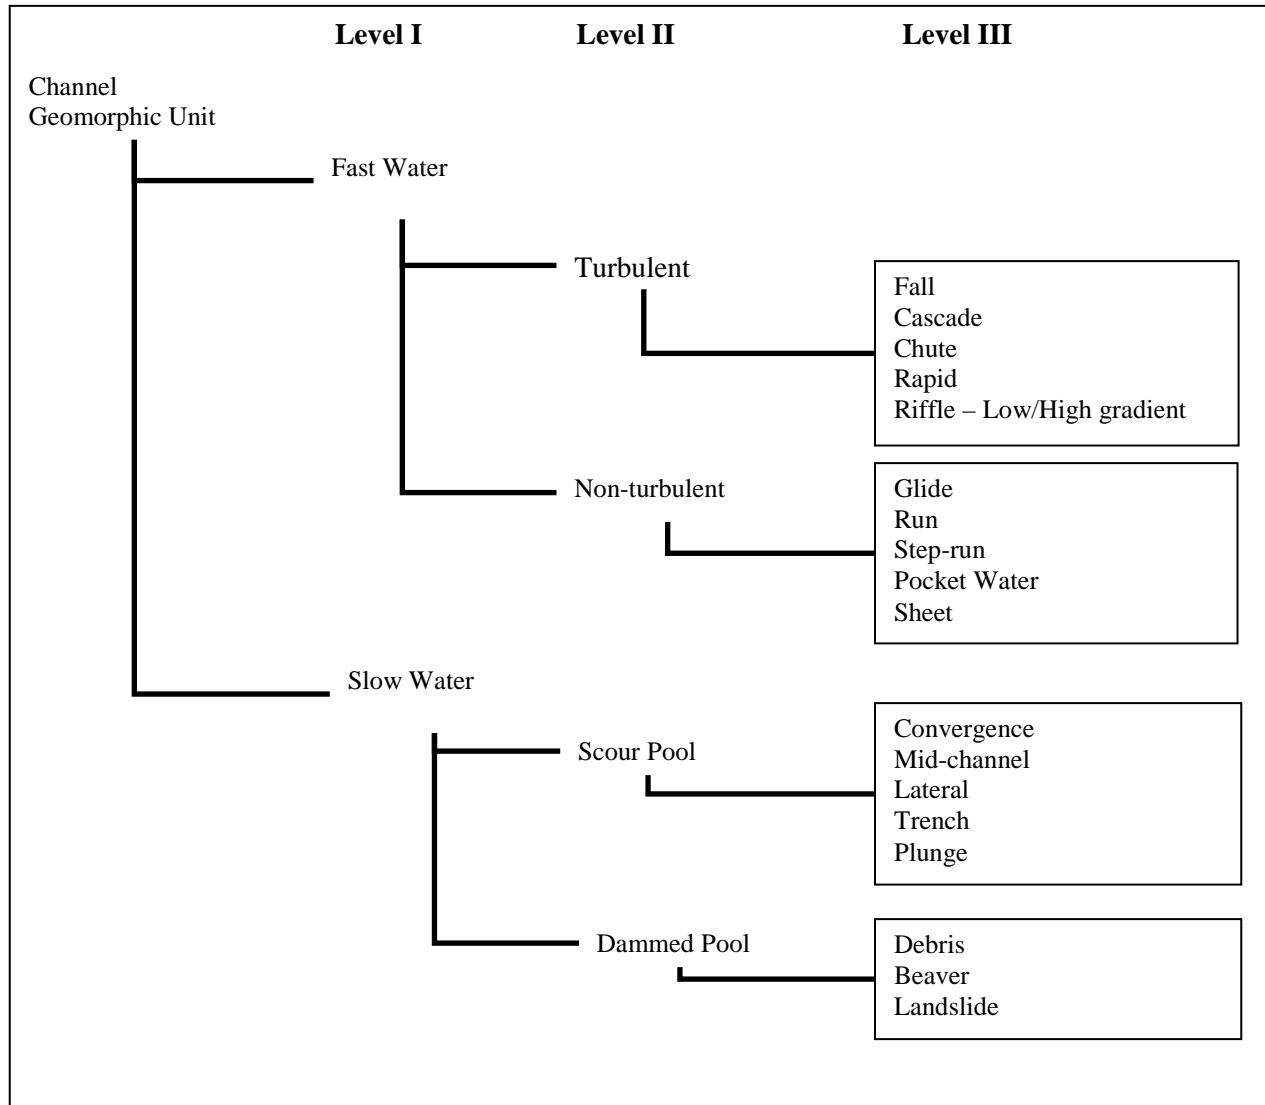 Level I Level II Level III
Channel
Geomorphic Unit
Fast Water
Turbulent
Fall
Cascade
Chute
Rapid
Riffle – Low/High gradient
Non-turbulent
Glide
Run
Step-run
Pocket Water
Sheet
Slow Water
Scour Pool
Convergence
Mid-channel
Lateral
Trench
Plunge
Dammed Pool
Debris
Beaver
Landslide